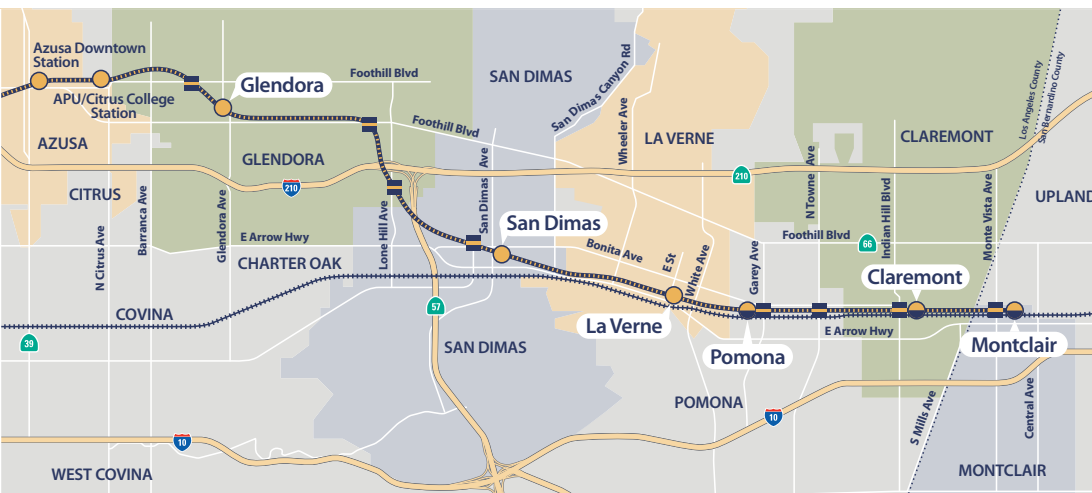 Azusa Downtown
Station
APU/Citrus College
Station
Foothill Blvd
Glendora
SAN DIMAS
San Dimas Canyon Rd
Foothill Blvd
Wheeler Ave
LA VERNE
CLAREMONT
Los Angeles County
San Bernardino County
AZUSA
GLENDORA
210
210
CITRUS
Barranca Ave
Glendora Ave
San Dimas Ave
N Towne Ave
Indian Hill Blvd
Monte Vista Ave
UPLAND
N Citrus Ave
E Arrow Hwy
Lone Hill Ave
San Dimas
Bonita Ave
E St
White Ave
Garey Ave
Foothill Blvd
66
CHARTER OAK
Claremont
57
COVINA
La Verne
E Arrow Hwy
39
SAN DIMAS
Pomona
Montclair
POMONA
10
S Mills Ave
Central Ave
10
WEST COVINA
MONTCLAIR